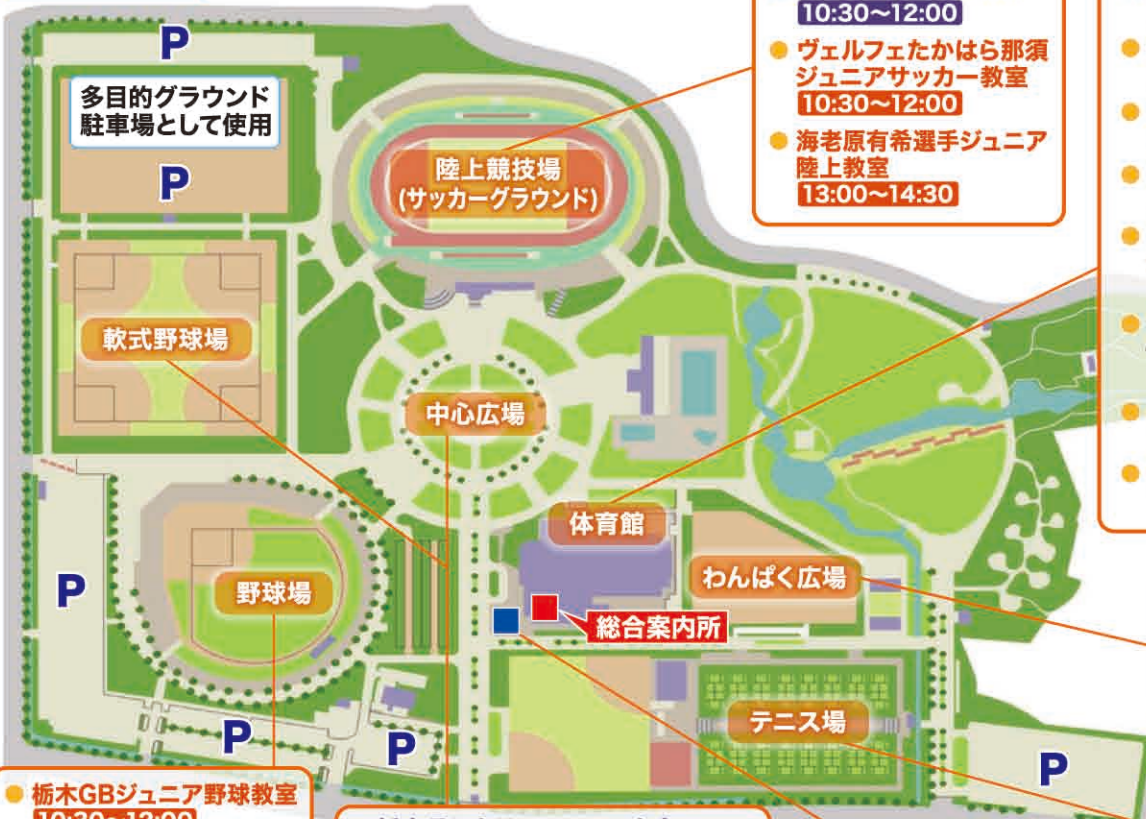 P
多目的グラウンド
駐車場として使用
P
陸上競技場
(サッカーグラウンド)
10:30〜12:00
● ヴェルフェたかはら那須
ジュニアサッカー教室
10:30〜12:00
● 海老原有希選手ジュニア
陸上教室
13:00〜14:30
軟式野球場
中心広場
体育館
わんぱく広場
野球場
総合案内所
P
テニス場
P
P
P
● 栃木GBジュニア野球教室
10:30〜12:00